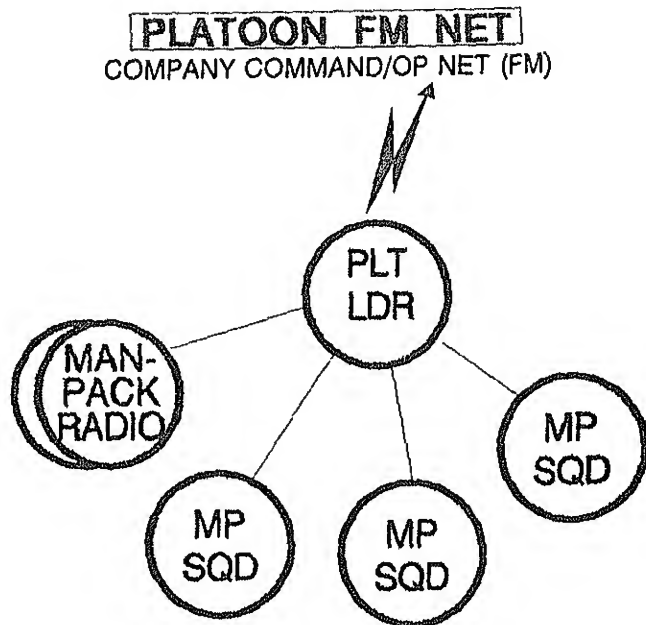 PLATOON FM NET
COMPANY COMMAND/OP NET (FM)
PLT
LDR
MAN-
PACK
RADIO
MP
SQD
MP
SQD
MP
SQD